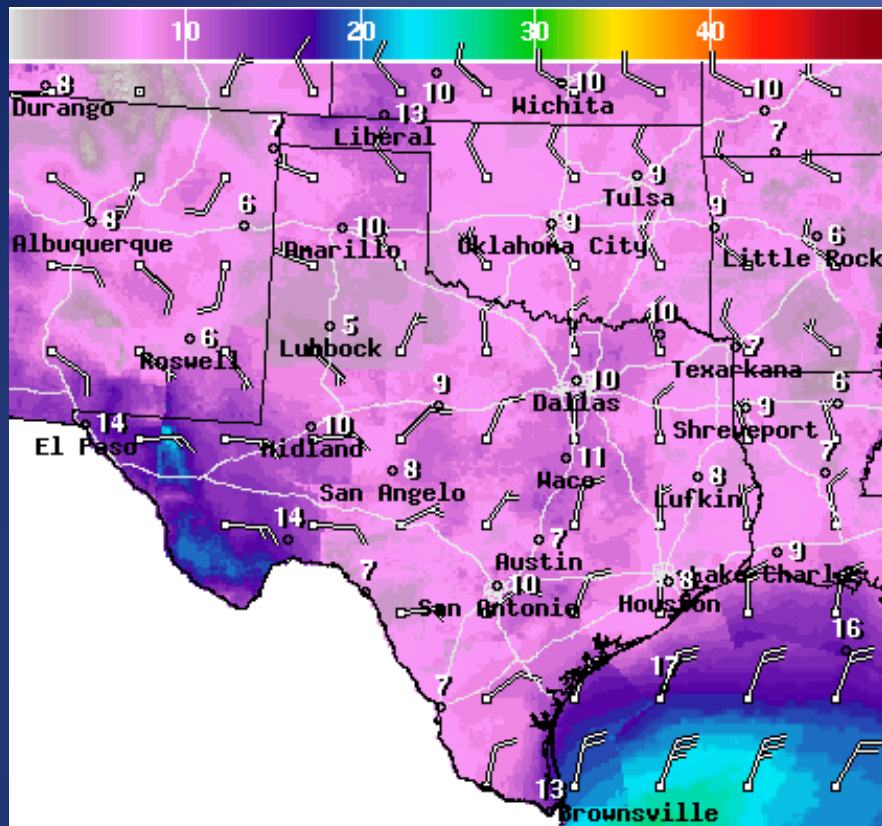 10 20 30 40
8
Durango
10
10
Wichita
10
13
Liberal
7
7
9
Tulsa
8
Albuquerque
6
10
Amarillo
9
Oklahoma City
9
6
Little Rock
6
Roswell
5
Lubbock
10
7
Texarkana
10
Dallas
9
9
Shreveport
6
14
El Paso
10
Midland
8
San Angelo
11
Waco
8
Lufkin
7
14
7
Austin
9
Lake Charles
7
10
San Antonio
8
Houston
16
17
7
13
Brownsville